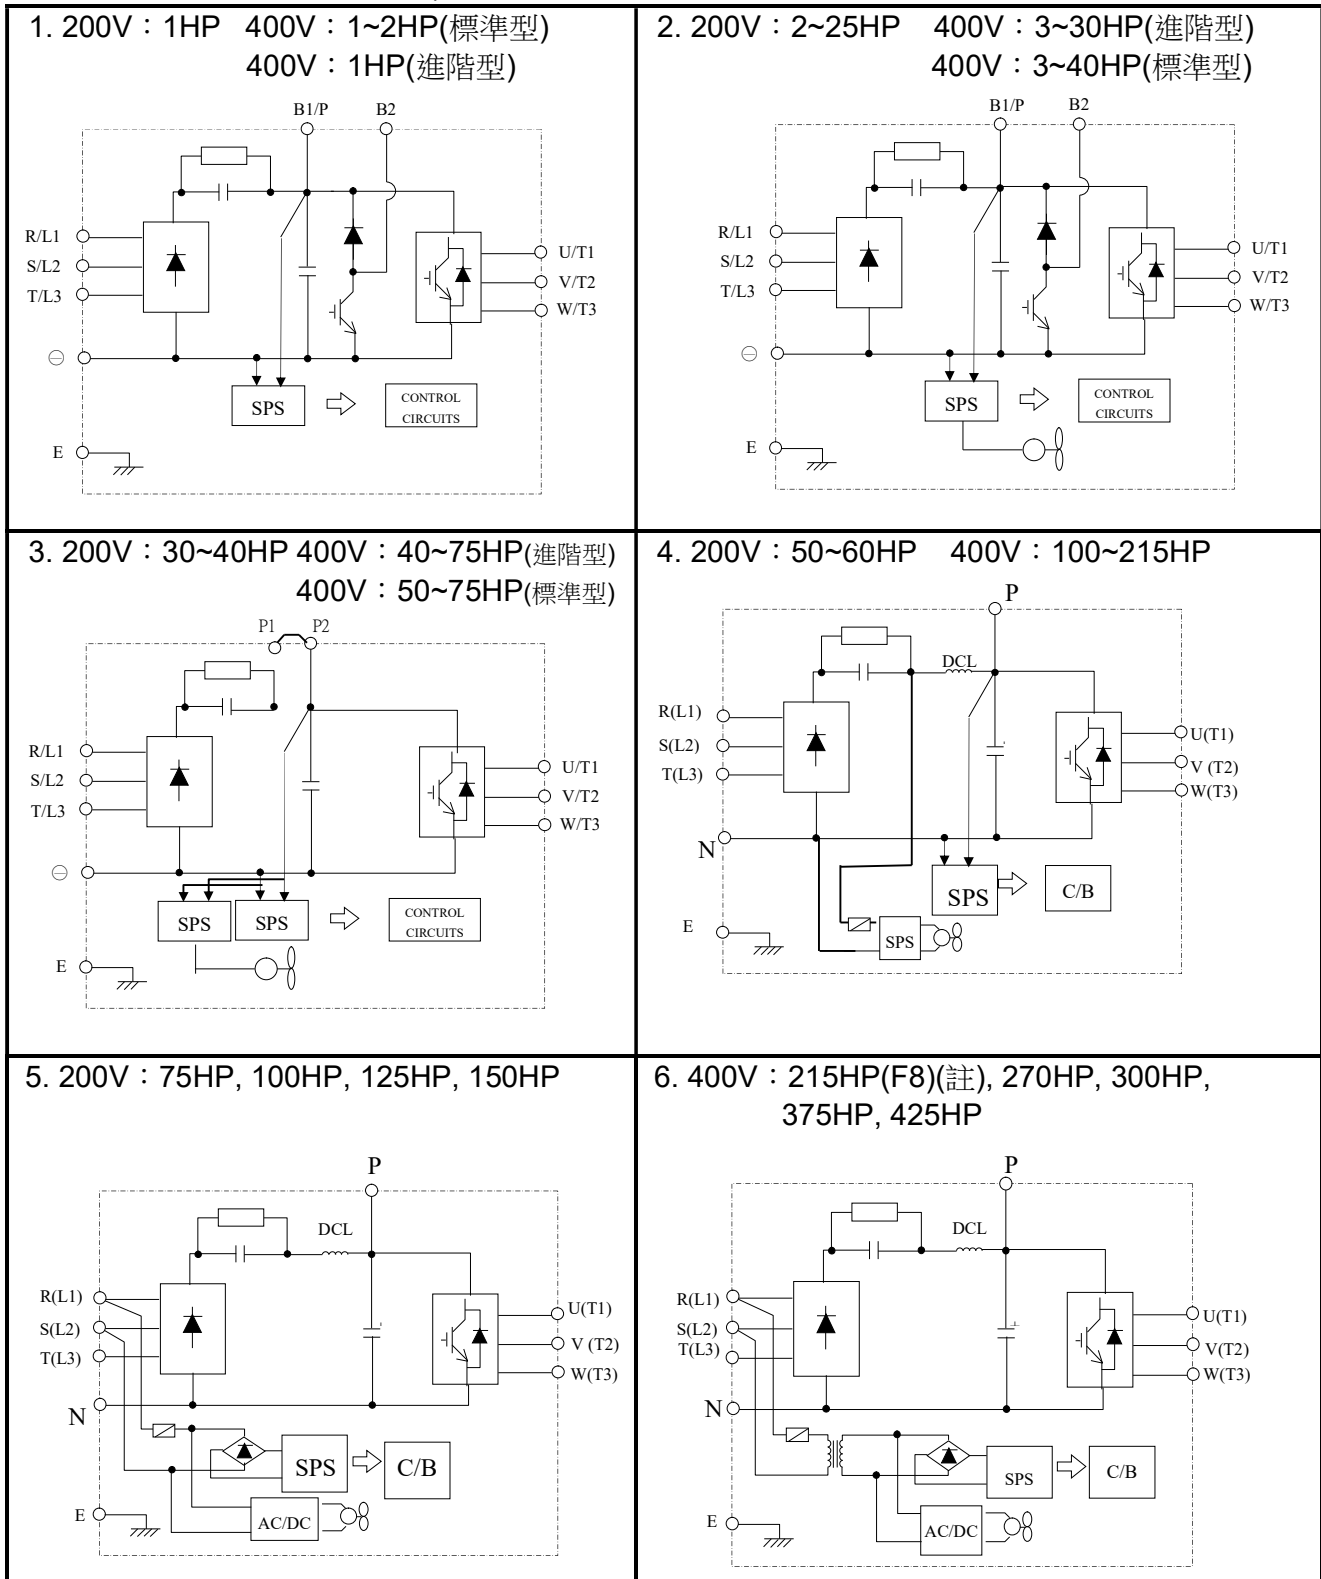 1. 200V：1HP 400V：1~2HP(標準型)
400V：1HP(進階型)
B1/P B2
R/L1
S/L2
T/L3
U/T1
V/T2
W/T3
⊖
SPS
CONTROL
CIRCUITS
E
2. 200V：2~25HP 400V：3~30HP(進階型)
400V：3~40HP(標準型)
B1/P B2
R/L1
S/L2
T/L3
U/T1
V/T2
W/T3
⊖
SPS
CONTROL
CIRCUITS
E
3. 200V：30~40HP 400V：40~75HP(進階型)
400V：50~75HP(標準型)
P1 P2
R/L1
S/L2
T/L3
U/T1
V/T2
W/T3
⊖
SPS SPS
CONTROL
CIRCUITS
E
4. 200V：50~60HP 400V：100~215HP
P
DCL
R(L1)
S(L2)
T(L3)
U(T1)
V (T2)
W(T3)
N
SPS
C/B
E
SPS
5. 200V：75HP, 100HP, 125HP, 150HP
P
DCL
R(L1)
S(L2)
T(L3)
U(T1)
V (T2)
W(T3)
N
SPS
C/B
E
AC/DC
6. 400V：215HP(F8)(註), 270HP, 300HP,
375HP, 425HP
P
DCL
R(L1)
S(L2)
T(L3)
U(T1)
V(T2)
W(T3)
N
SPS
C/B
E
AC/DC